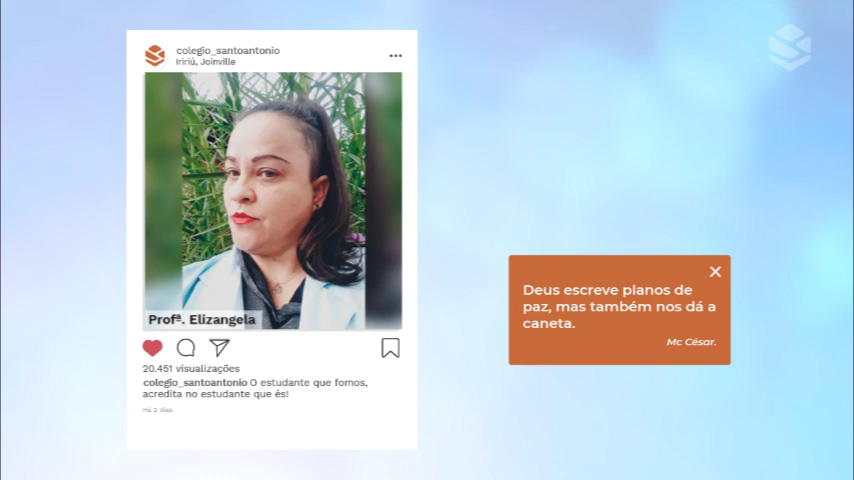 colegio_santoantonio
Iririú, Joinville
Profª. Elizangela
20.451 visualizações
colegio_santoantonio O estudante que fomos,
acredita no estudante que és!
Há 2 dias
Deus escreve planos de
paz, mas também nos dá a
caneta.
Mc César.